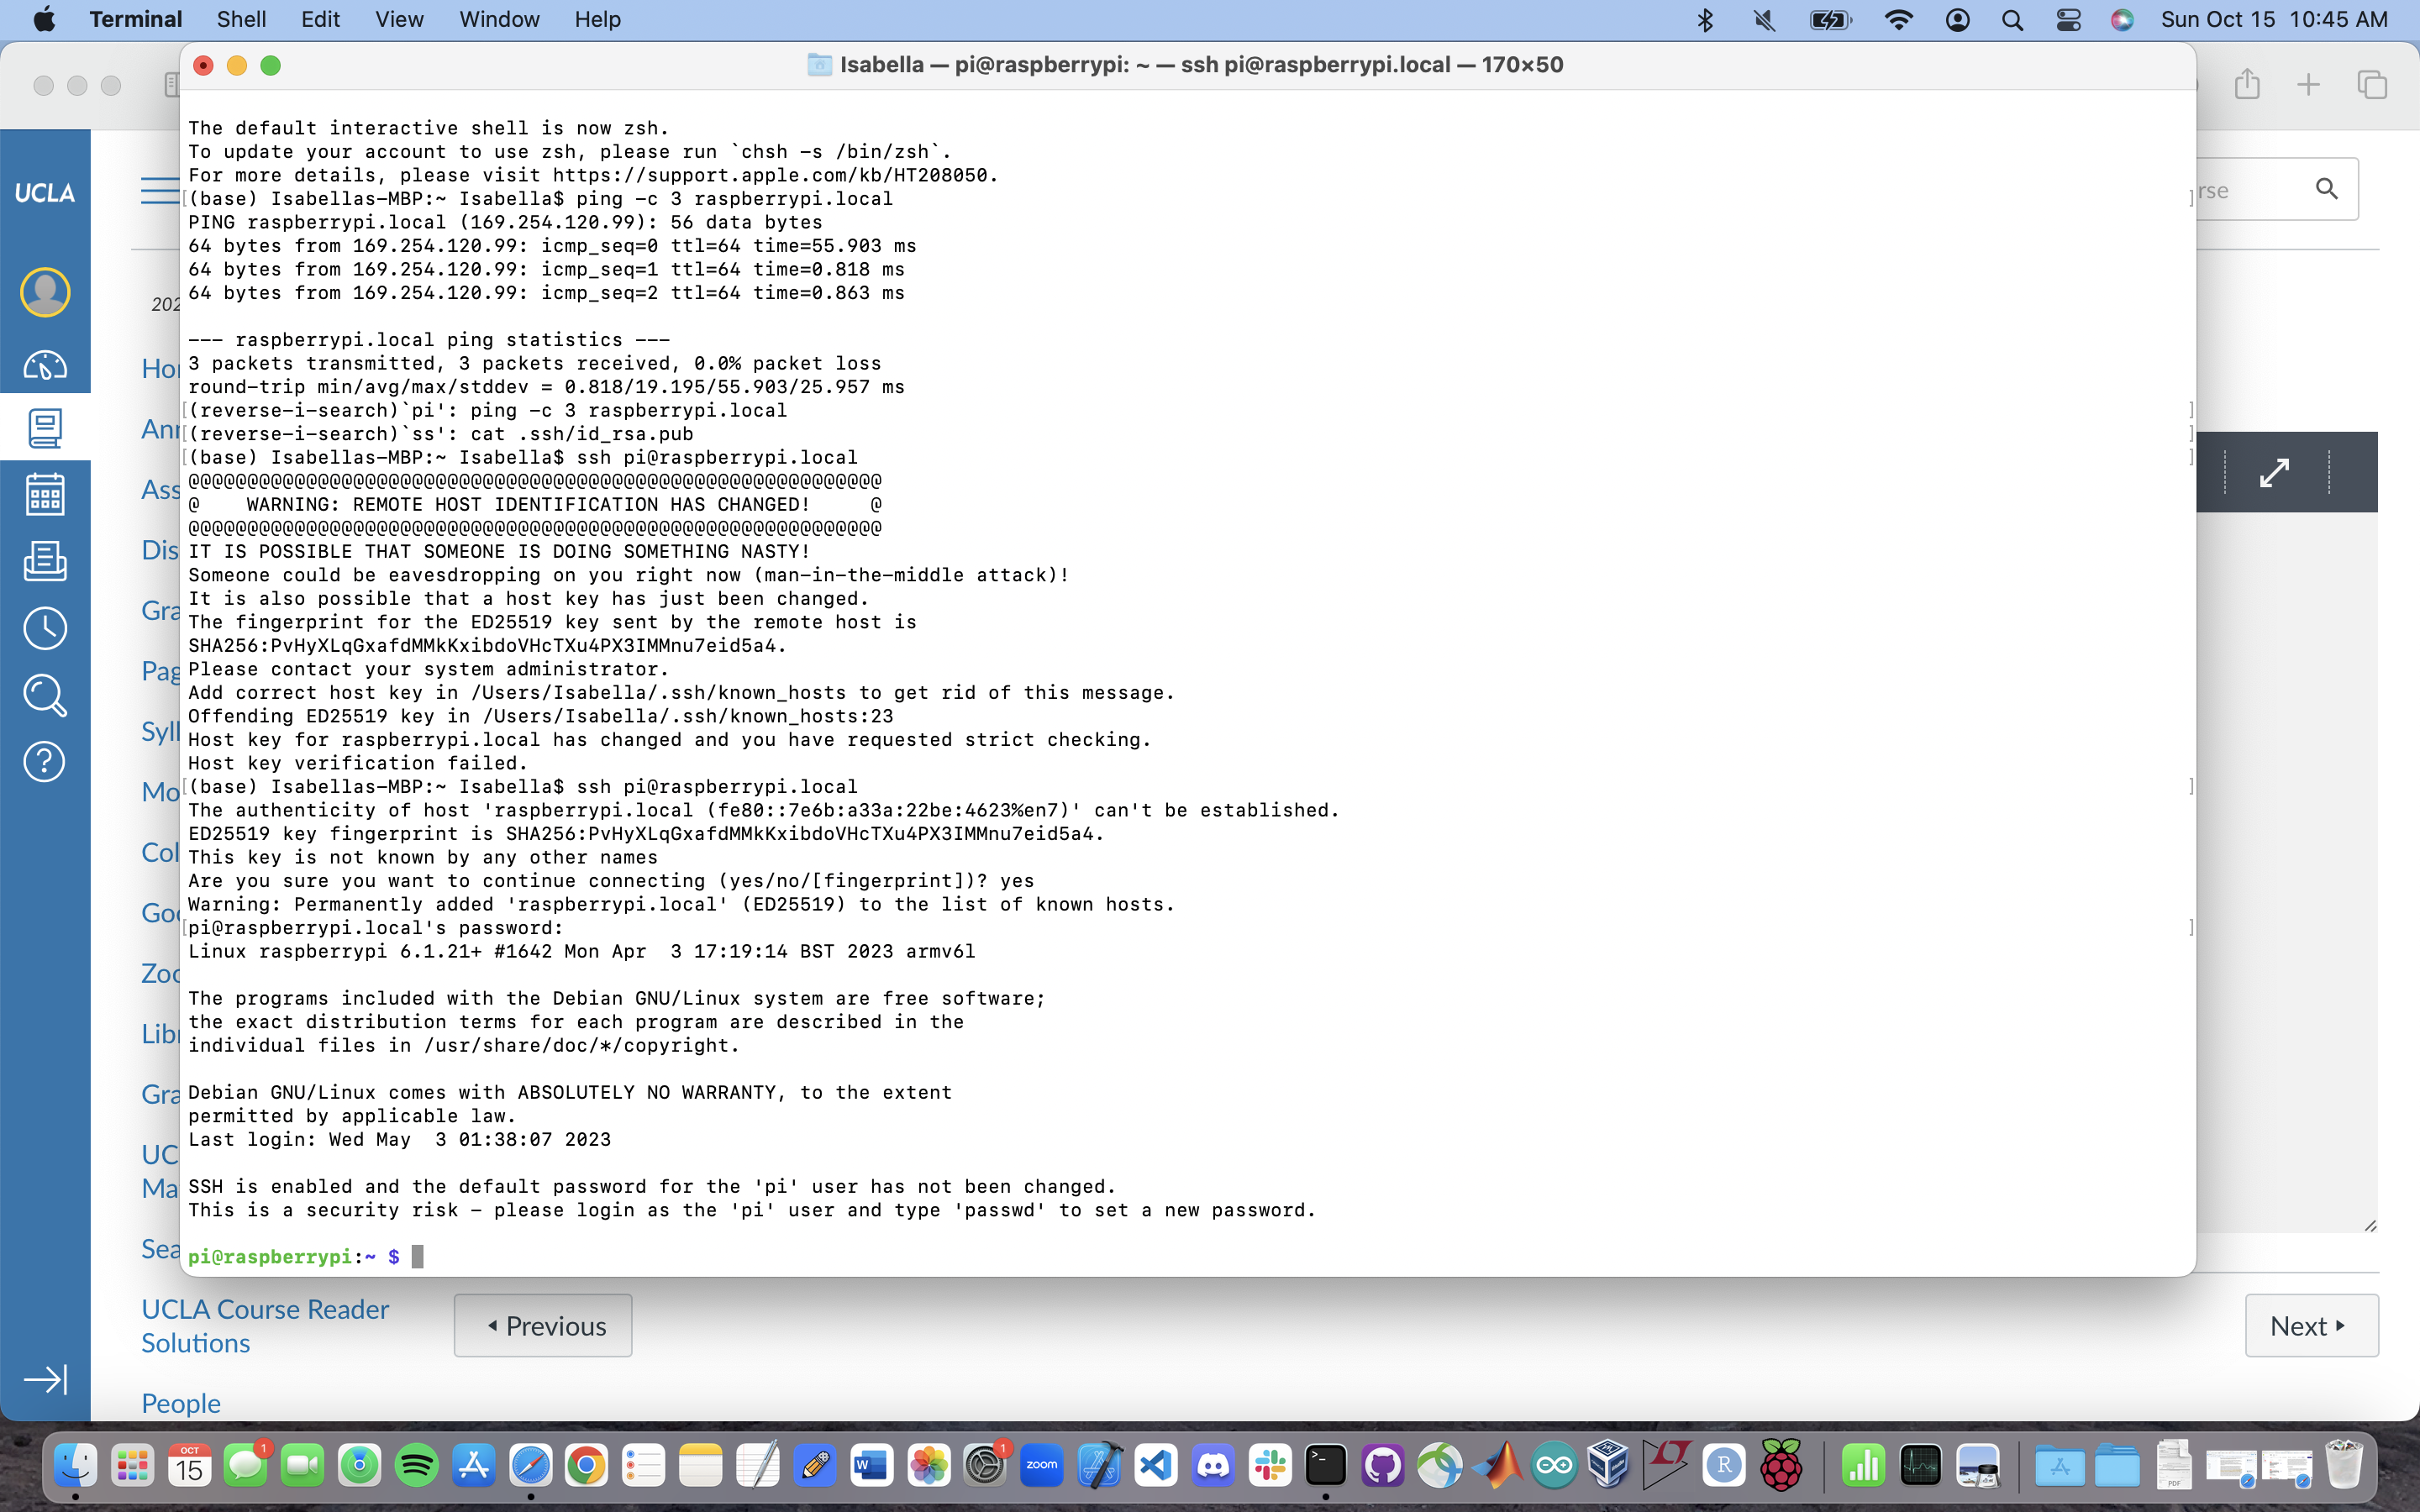 Terminal Shell Edit View Window Help Sun Oct 15 10:45 AM
Isabella — pi@raspberrypi: ~ — ssh pi@raspberrypi.local — 170×50
The default interactive shell is now zsh.
To update your account to use zsh, please run `chsh -s /bin/zsh`.
For more details, please visit https://support.apple.com/kb/HT208050.
[(base) Isabellas-MBP:~ Isabella$ ping -c 3 raspberrypi.local ]
PING raspberrypi.local (169.254.120.99): 56 data bytes
64 bytes from 169.254.120.99: icmp_seq=0 ttl=64 time=55.903 ms
64 bytes from 169.254.120.99: icmp_seq=1 ttl=64 time=0.818 ms
64 bytes from 169.254.120.99: icmp_seq=2 ttl=64 time=0.863 ms
--- raspberrypi.local ping statistics ---
3 packets transmitted, 3 packets received, 0.0% packet loss
round-trip min/avg/max/stddev = 0.818/19.195/55.903/25.957 ms
[(reverse-i-search)`pi': ping -c 3 raspberrypi.local ]
[(reverse-i-search)`ss': cat .ssh/id_rsa.pub ]
[(base) Isabellas-MBP:~ Isabella$ ssh pi@raspberrypi.local ]
@@@@@@@@@@@@@@@@@@@@@@@@@@@@@@@@@@@@@@@@@@@@@@@@@@@@@@@@@@@
@    WARNING: REMOTE HOST IDENTIFICATION HAS CHANGED!     @
@@@@@@@@@@@@@@@@@@@@@@@@@@@@@@@@@@@@@@@@@@@@@@@@@@@@@@@@@@@
IT IS POSSIBLE THAT SOMEONE IS DOING SOMETHING NASTY!
Someone could be eavesdropping on you right now (man-in-the-middle attack)!
It is also possible that a host key has just been changed.
The fingerprint for the ED25519 key sent by the remote host is
SHA256:PvHyXLqGxafdMMkKxibdoVHcTXu4PX3IMMnu7eid5a4.
Please contact your system administrator.
Add correct host key in /Users/Isabella/.ssh/known_hosts to get rid of this message.
Offending ED25519 key in /Users/Isabella/.ssh/known_hosts:23
Host key for raspberrypi.local has changed and you have requested strict checking.
Host key verification failed.
[(base) Isabellas-MBP:~ Isabella$ ssh pi@raspberrypi.local ]
The authenticity of host 'raspberrypi.local (fe80::7e6b:a33a:22be:4623%en7)' can't be established.
ED25519 key fingerprint is SHA256:PvHyXLqGxafdMMkKxibdoVHcTXu4PX3IMMnu7eid5a4.
This key is not known by any other names
Are you sure you want to continue connecting (yes/no/[fingerprint])? yes
Warning: Permanently added 'raspberrypi.local' (ED25519) to the list of known hosts.
[pi@raspberrypi.local's password: ]
Linux raspberrypi 6.1.21+ #1642 Mon Apr  3 17:19:14 BST 2023 armv6l
The programs included with the Debian GNU/Linux system are free software;
the exact distribution terms for each program are described in the
individual files in /usr/share/doc/*/copyright.
Debian GNU/Linux comes with ABSOLUTELY NO WARRANTY, to the extent
permitted by applicable law.
Last login: Wed May  3 01:38:07 2023
SSH is enabled and the default password for the 'pi' user has not been changed.
This is a security risk - please login as the 'pi' user and type 'passwd' to set a new password.
pi@raspberrypi:~ $
UCLA
202
Hor
Ann
Ass
Dis
Gra
Pag
Syll
Mo
Col
Goo
Zoo
Libr
Gra
UC
Ma
Sea
UCLA Course Reader
Solutions
People
rse
Previous
Next
OCT
15
1
1
zoom
W
R
PDF